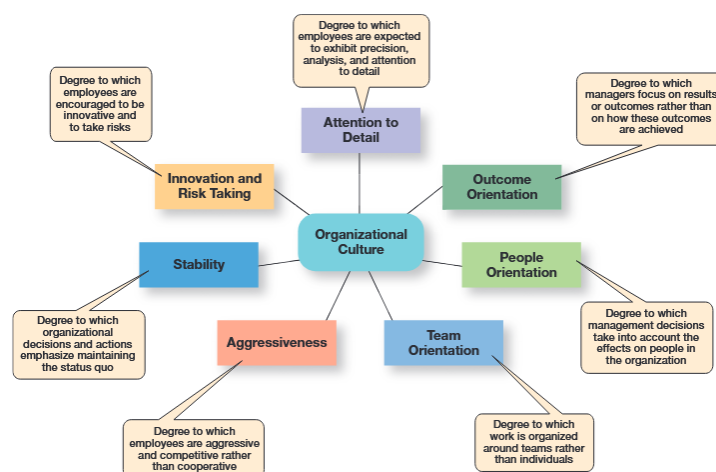 Degree to which
employees are expected
to exhibit precision,
analysis, and attention
to detail
Attention to
Detail
Degree to which
managers focus on results
or outcomes rather than
on how these outcomes
are achieved
Outcome
Orientation
Degree to which
employees are
encouraged to be
innovative and
to take risks
Innovation and
Risk Taking
Organizational
Culture
Stability
Degree to which
organizational
decisions and actions
emphasize maintaining
the status quo
People
Orientation
Degree to which
management decisions
take into account the
effects on people in
the organization
Aggressiveness
Degree to which
employees are aggressive
and competitive rather
than cooperative
Team
Orientation
Degree to which
work is organized
around teams rather
than individuals